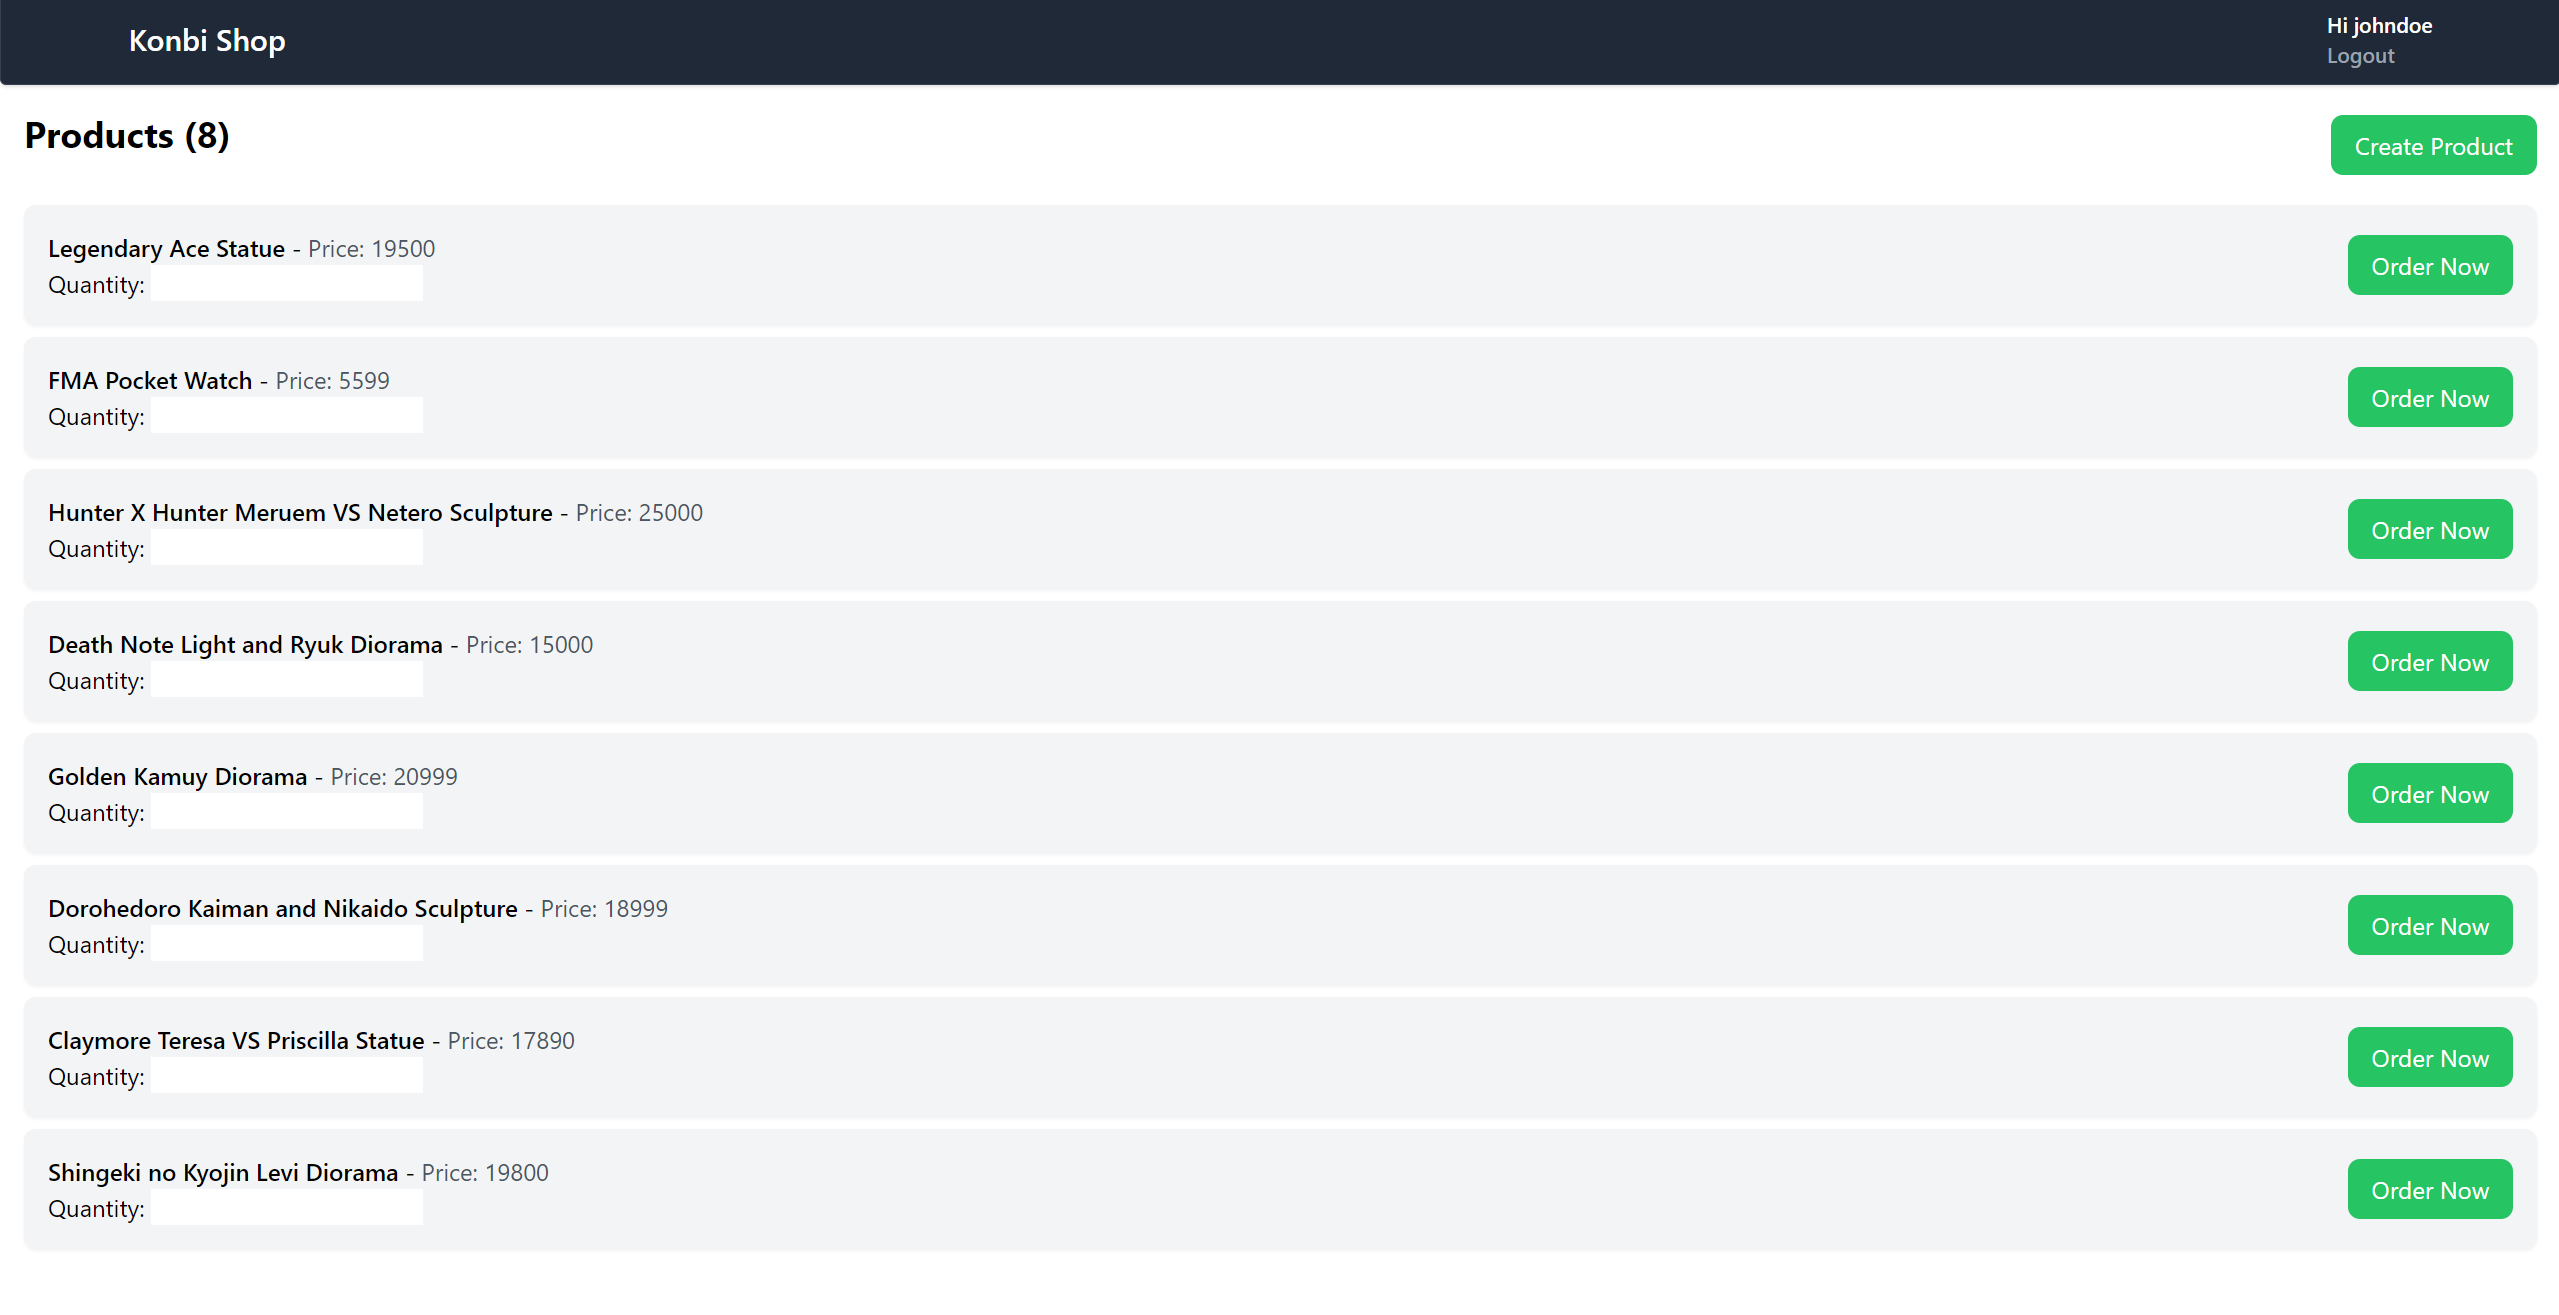 Konbi Shop
Hi johndoe
Logout
Products (8)
Create Product
Legendary Ace Statue - Price: 19500
Quantity:
Order Now
FMA Pocket Watch - Price: 5599
Quantity:
Order Now
Hunter X Hunter Meruem VS Netero Sculpture - Price: 25000
Quantity:
Order Now
Death Note Light and Ryuk Diorama - Price: 15000
Quantity:
Order Now
Golden Kamuy Diorama - Price: 20999
Quantity:
Order Now
Dorohedoro Kaiman and Nikaido Sculpture - Price: 18999
Quantity:
Order Now
Claymore Teresa VS Priscilla Statue - Price: 17890
Quantity:
Order Now
Shingeki no Kyojin Levi Diorama - Price: 19800
Quantity:
Order Now